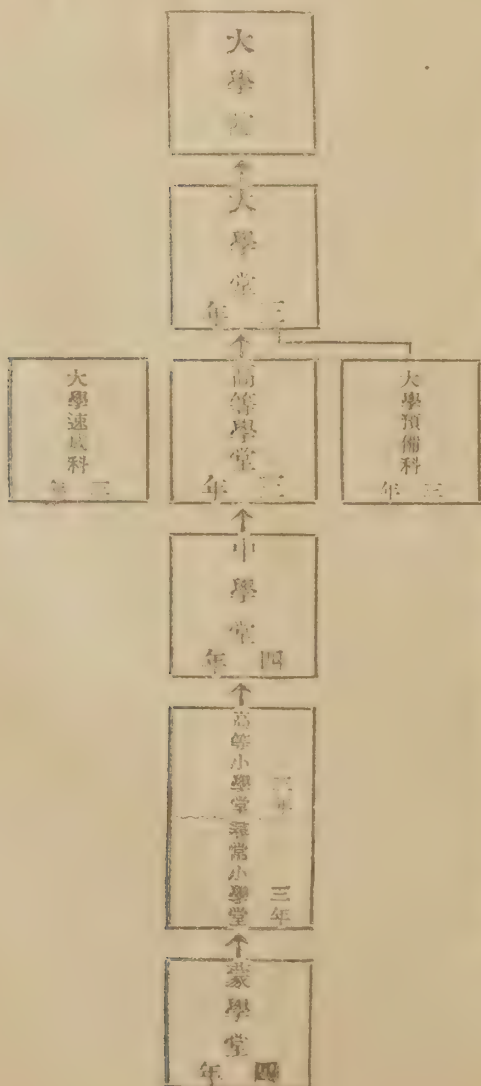 大學院
大學堂
三年
大學預備科
三年
高等學堂
三年
大學速成科
三年
中學堂
四年
高等小學堂
三年
尋常小學堂
三年
蒙學堂
四年